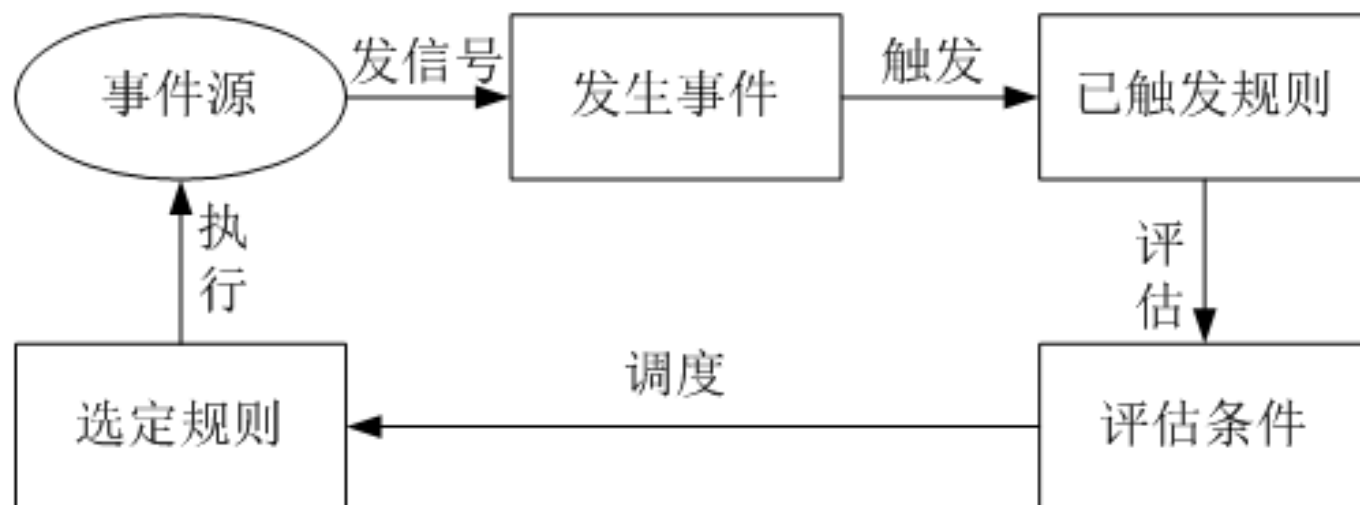 事件源
发信号
发生事件
触发
已触发规则
执行
评估
选定规则
调度
评估条件